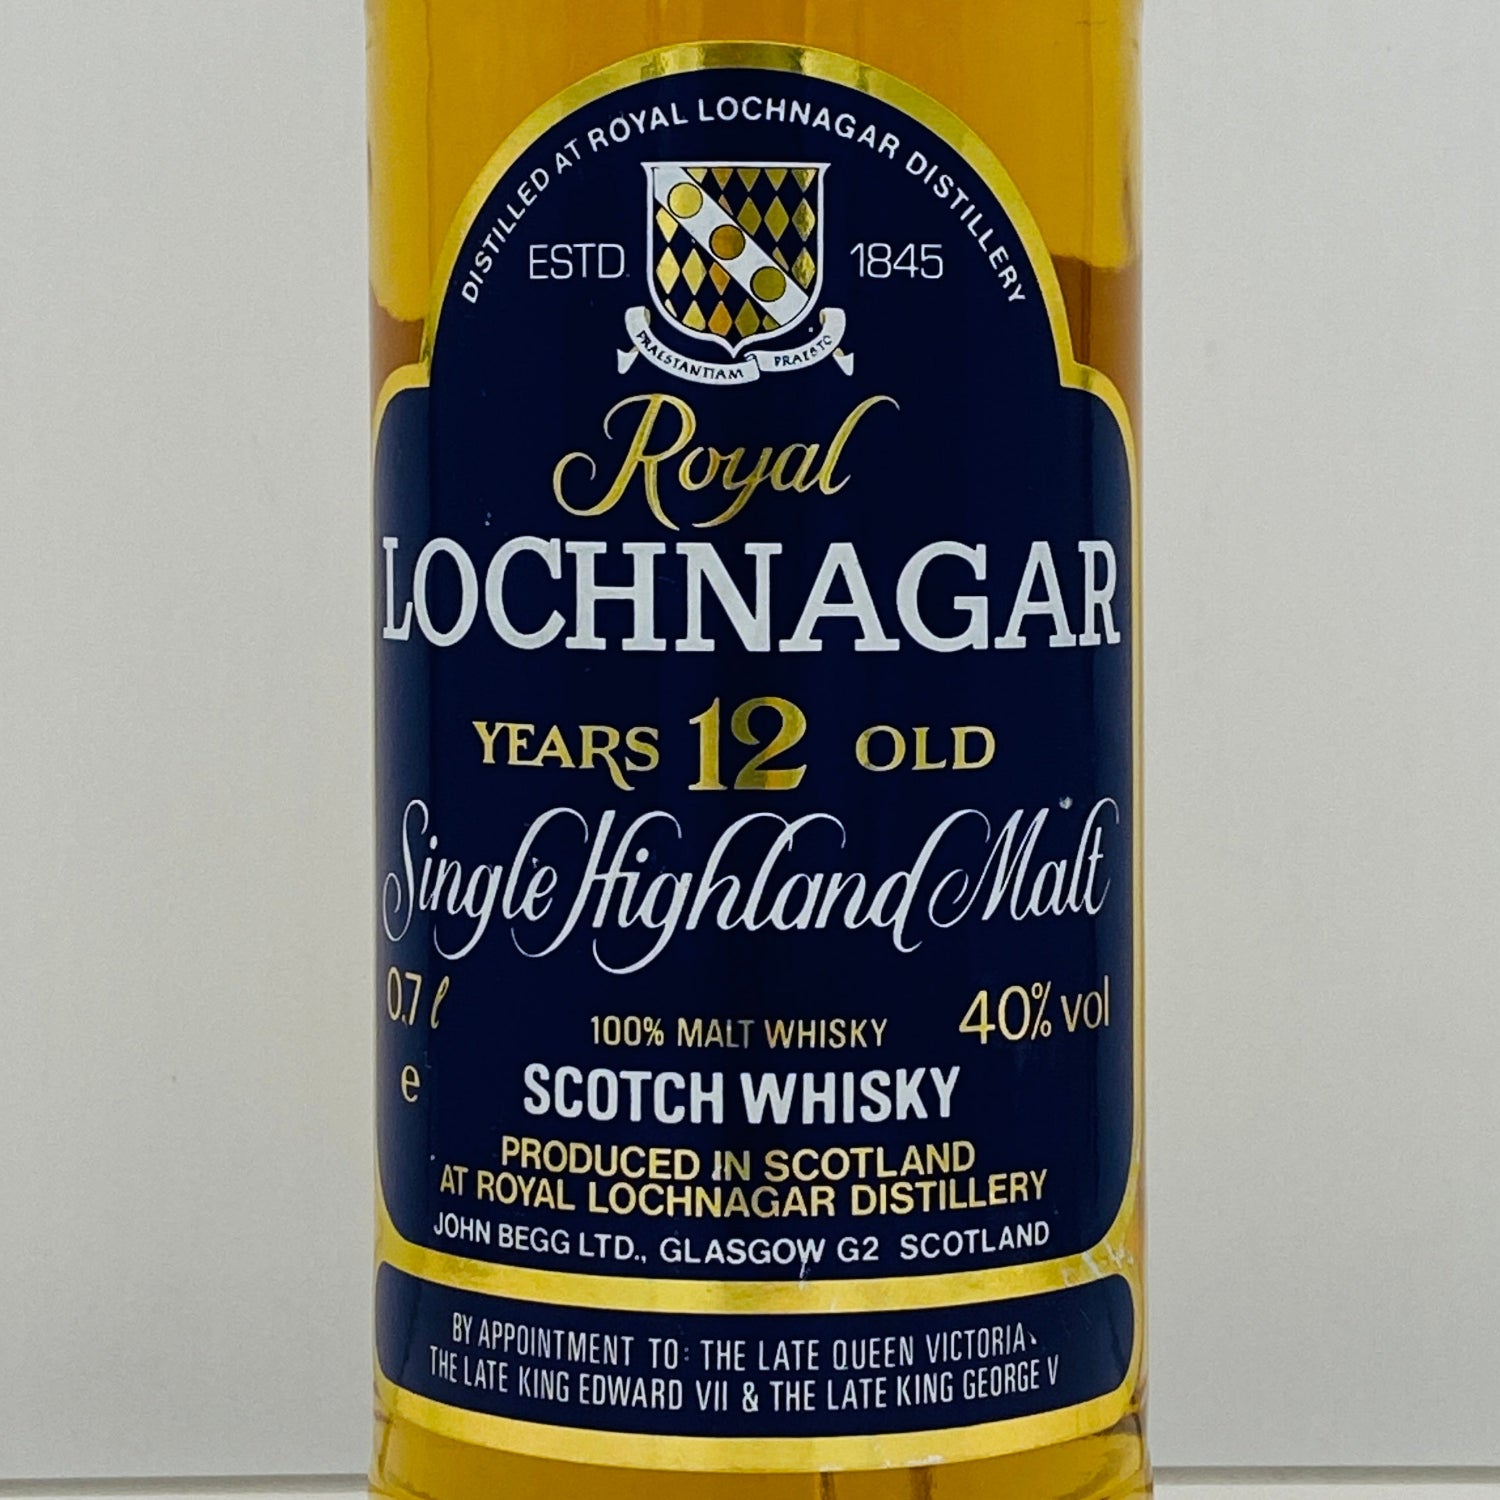 DISTILLED AT ROYAL LOCHNAGAR DISTILLERY
ESTD. 1845
PRAESTANTIAM PRAESTO
Royal
LOCHNAGAR
YEARS 12 OLD
Single Highland Malt
0.7 ℓ
40% vol
100% MALT WHISKY
e
SCOTCH WHISKY
PRODUCED IN SCOTLAND
AT ROYAL LOCHNAGAR DISTILLERY
JOHN BEGG LTD., GLASGOW G2 SCOTLAND
BY APPOINTMENT TO: THE LATE QUEEN VICTORIA,
THE LATE KING EDWARD VII & THE LATE KING GEORGE V